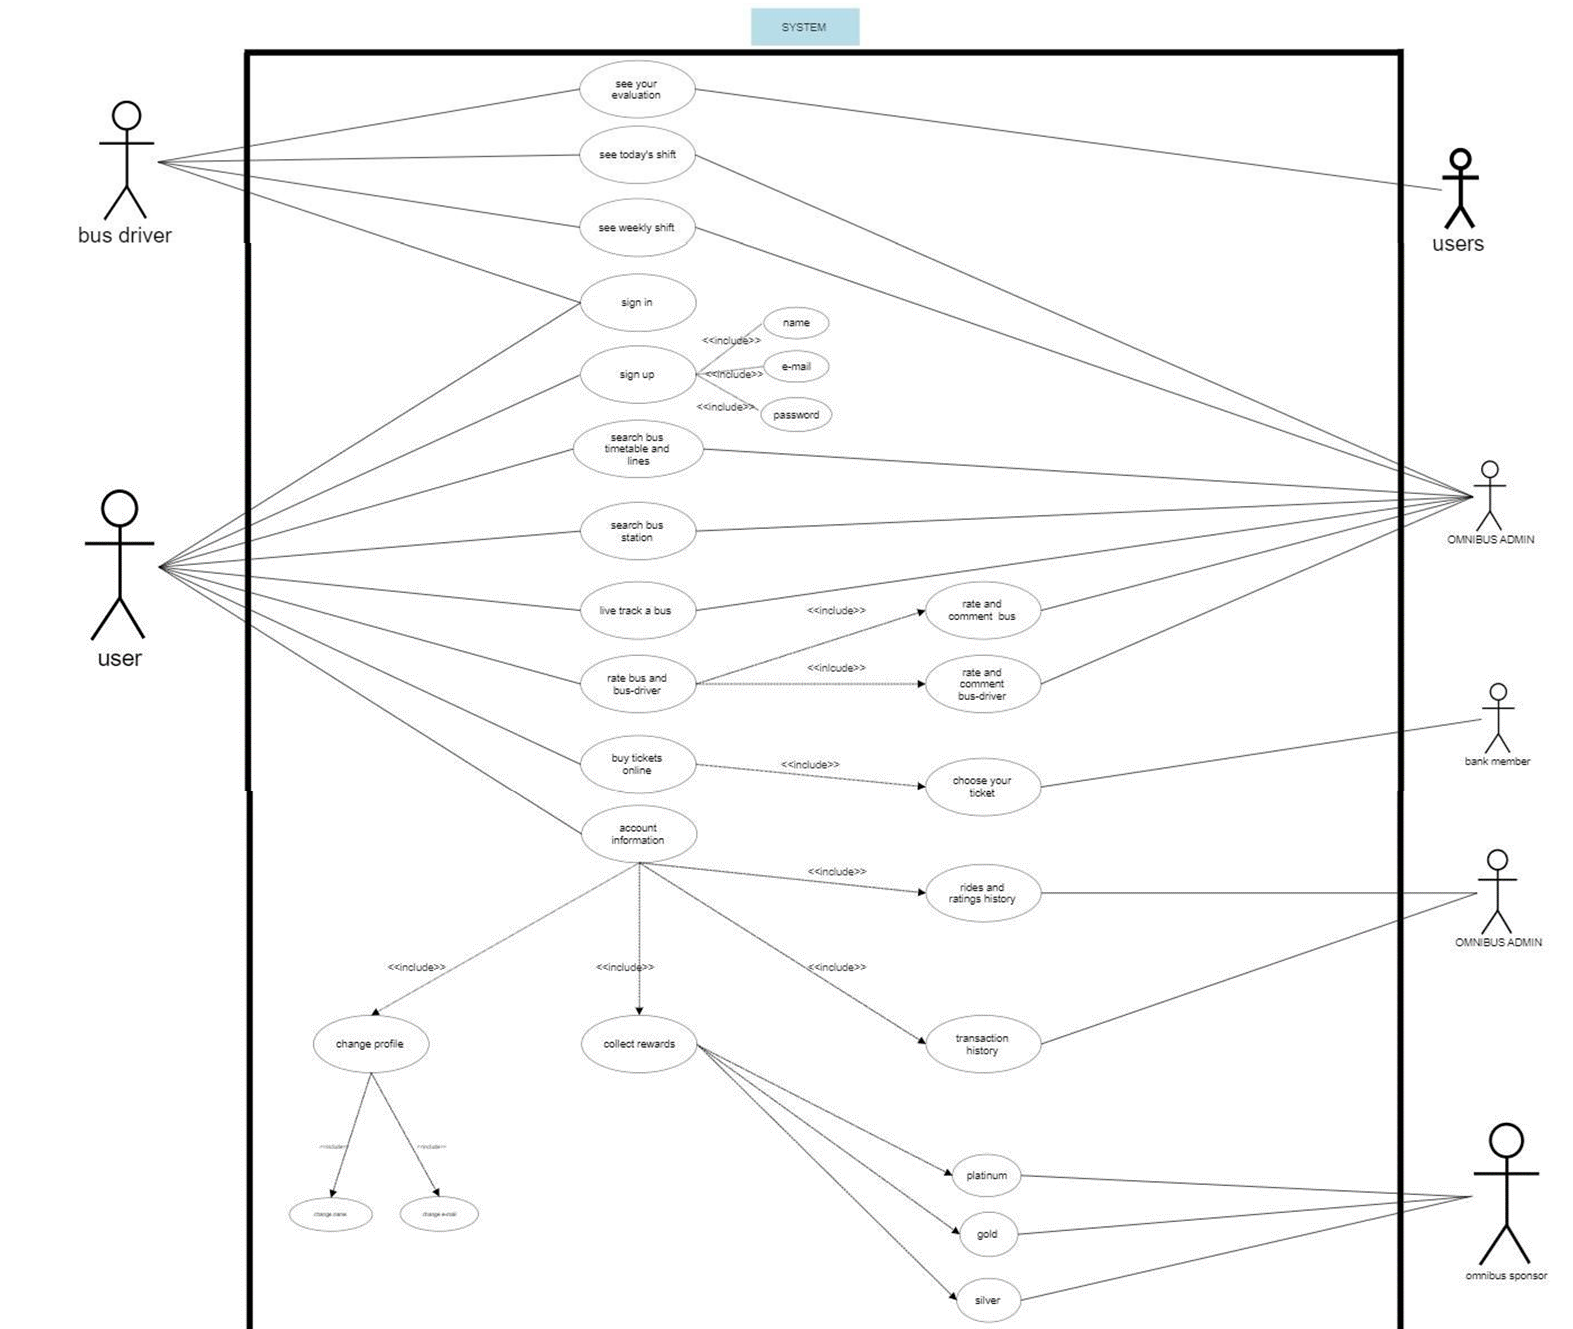 SYSTEM
see your
evaluation
see today's shift
bus driver
see weekly shift
users
sign in
name
<<include>>
e-mail
sign up
<<include>>
<<include>>
password
search bus
timetable and
lines
search bus
station
OMNIBUS ADMIN
live track a bus
<<include>>
rate and
comment bus
user
<<inlcude>>
rate bus and
bus-driver
rate and
comment
bus-driver
buy tickets
online
<<include>>
choose your
ticket
bank member
account
information
<<include>>
rides and
ratings history
OMNIBUS ADMIN
<<include>>
<<include>>
<<include>>
change profile
collect rewards
transaction
history
<<include>>
<<include>>
platinum
change name
change e-mail
gold
omnibus sponsor
silver